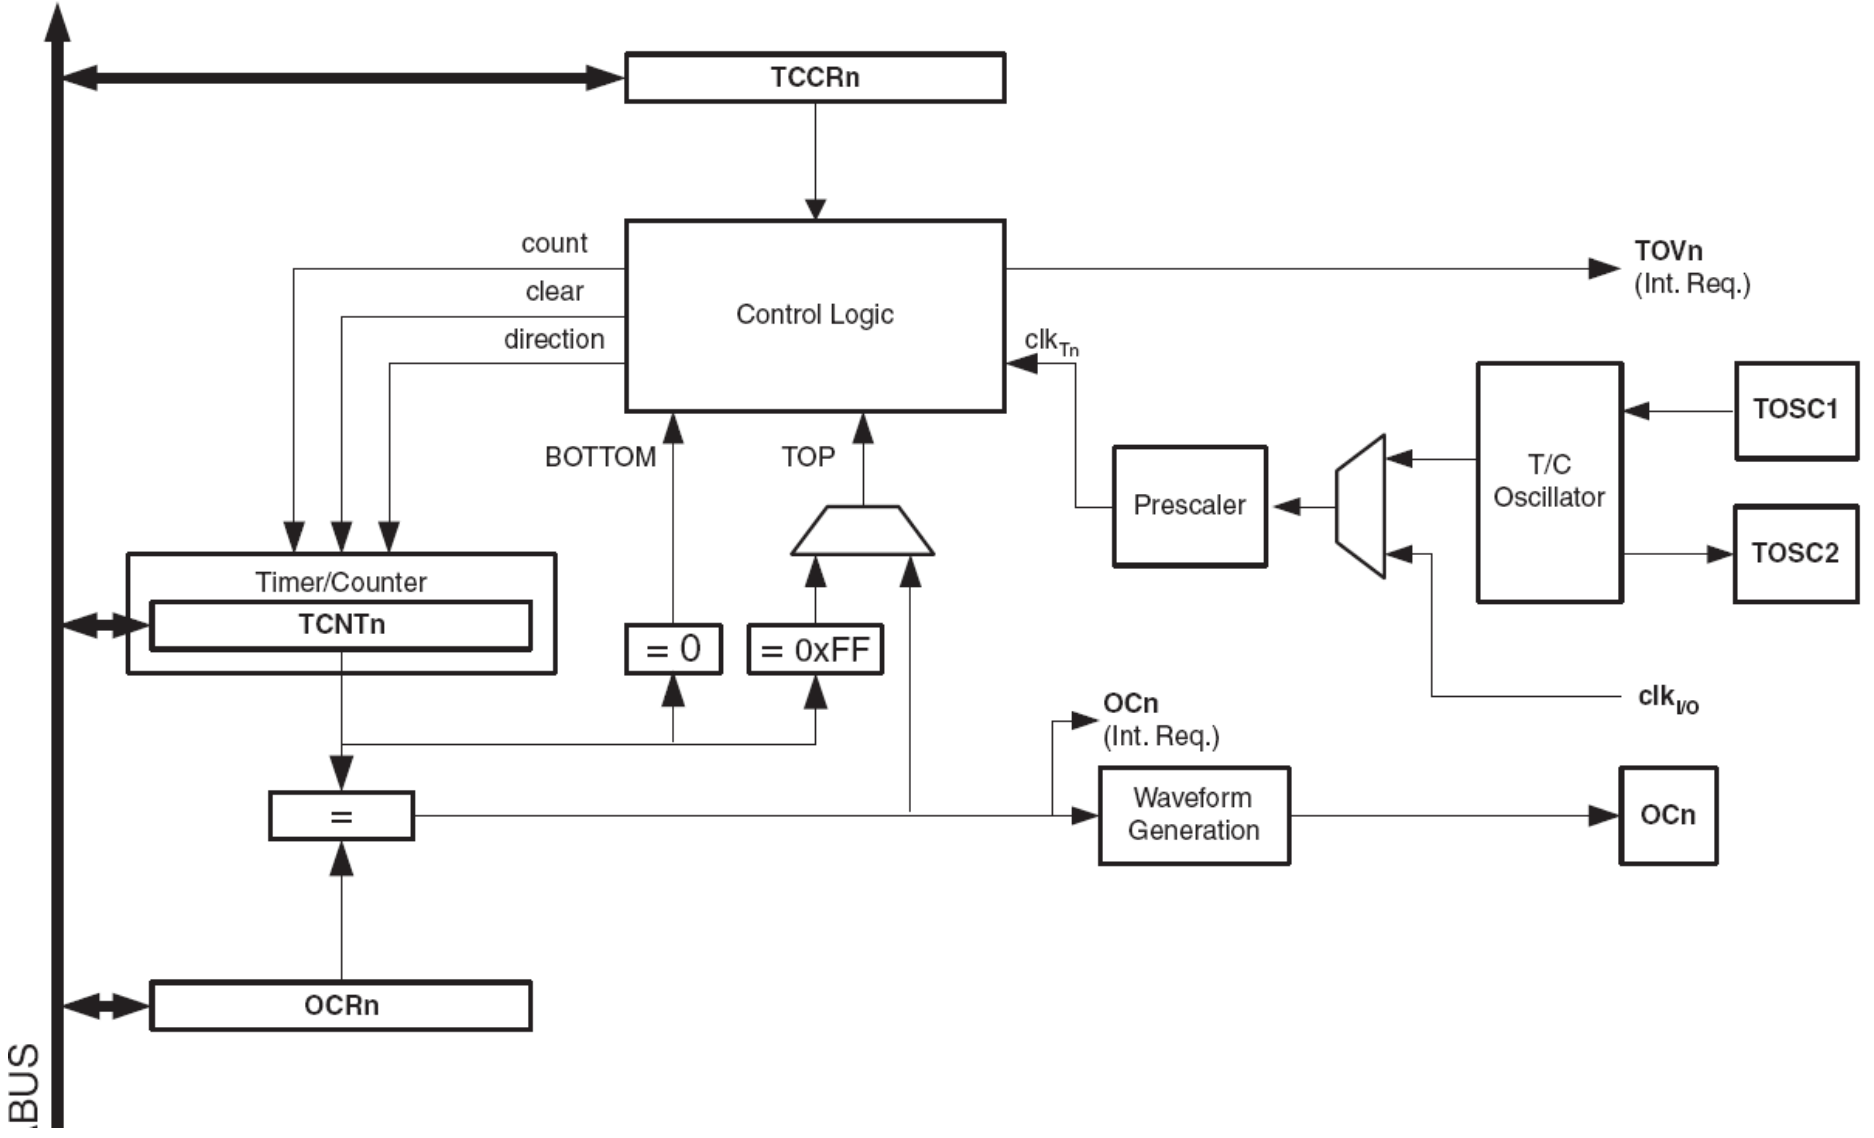 TCCRn
count
clear
direction
Control Logic
TOVn
(Int. Req.)
clkTn
BOTTOM
TOP
Prescaler
T/C
Oscillator
TOSC1
TOSC2
Timer/Counter
TCNTn
= 0
= 0xFF
clkI/O
OCn
(Int. Req.)
=
Waveform
Generation
OCn
OCRn